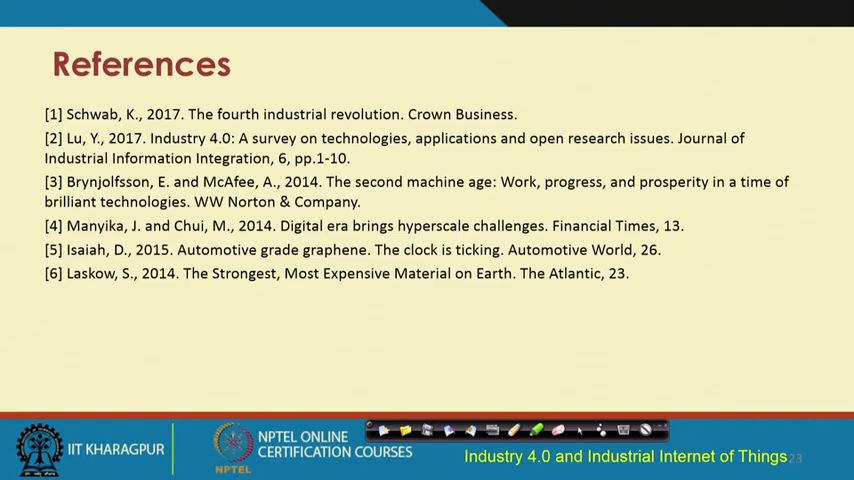 References
[1] Schwab, K., 2017. The fourth industrial revolution. Crown Business.
[2] Lu, Y., 2017. Industry 4.0: A survey on technologies, applications and open research issues. Journal of
Industrial Information Integration, 6, pp.1-10.
[3] Brynjolfsson, E. and McAfee, A., 2014. The second machine age: Work, progress, and prosperity in a time of
brilliant technologies. WW Norton & Company.
[4] Manyika, J. and Chui, M., 2014. Digital era brings hyperscale challenges. Financial Times, 13.
[5] Isaiah, D., 2015. Automotive grade graphene. The clock is ticking. Automotive World, 26.
[6] Laskow, S., 2014. The Strongest, Most Expensive Material on Earth. The Atlantic, 23.
IIT KHARAGPUR
NPTEL
NPTEL ONLINE
CERTIFICATION COURSES
Industry 4.0 and Industrial Internet of Things
23